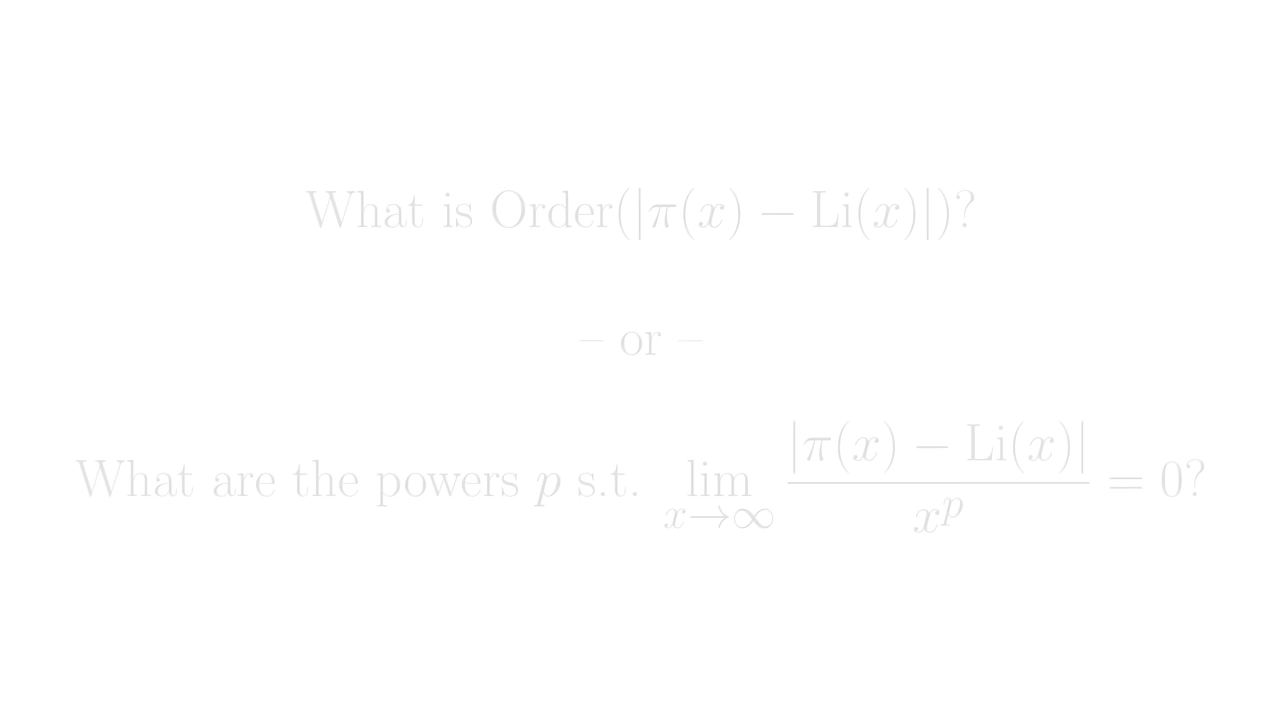 What is Order(|π(x) − Li(x)|)?
– or –
What are the powers p s.t. lim_{x→∞} |π(x) − Li(x)| / x^p = 0?